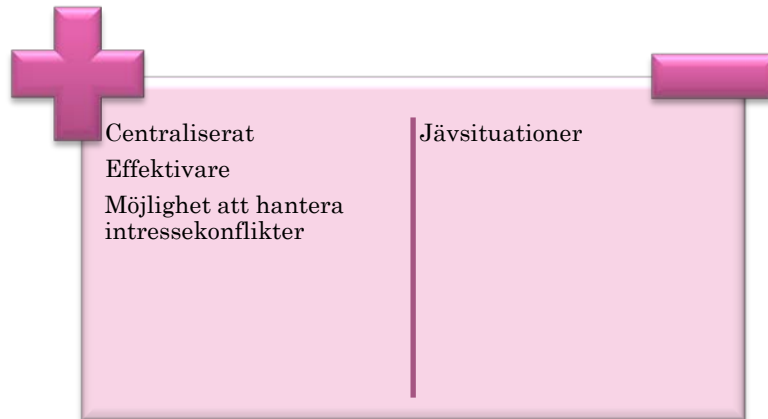 Centraliserat
Effektivare
Möjlighet att hantera
intressekonflikter
Jävsituationer